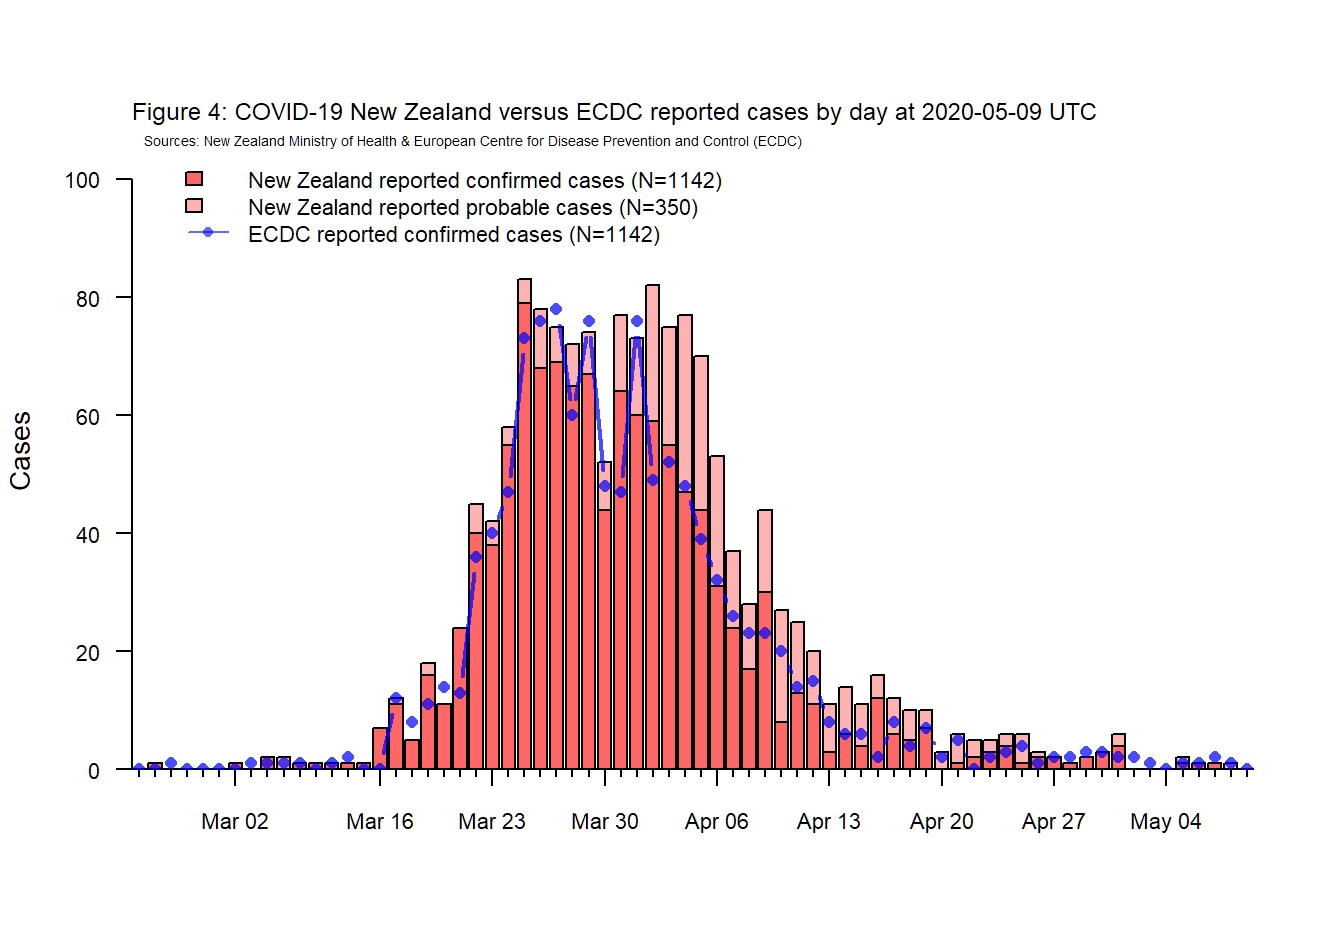 Figure 4: COVID-19 New Zealand versus ECDC reported cases by day at 2020-05-09 UTC
Sources: New Zealand Ministry of Health & European Centre for Disease Prevention and Control (ECDC)
New Zealand reported confirmed cases (N=1142)
New Zealand reported probable cases (N=350)
ECDC reported confirmed cases (N=1142)
Cases
100
80
60
40
20
0
Mar 02 Mar 16 Mar 23 Mar 30 Apr 06 Apr 13 Apr 20 Apr 27 May 04